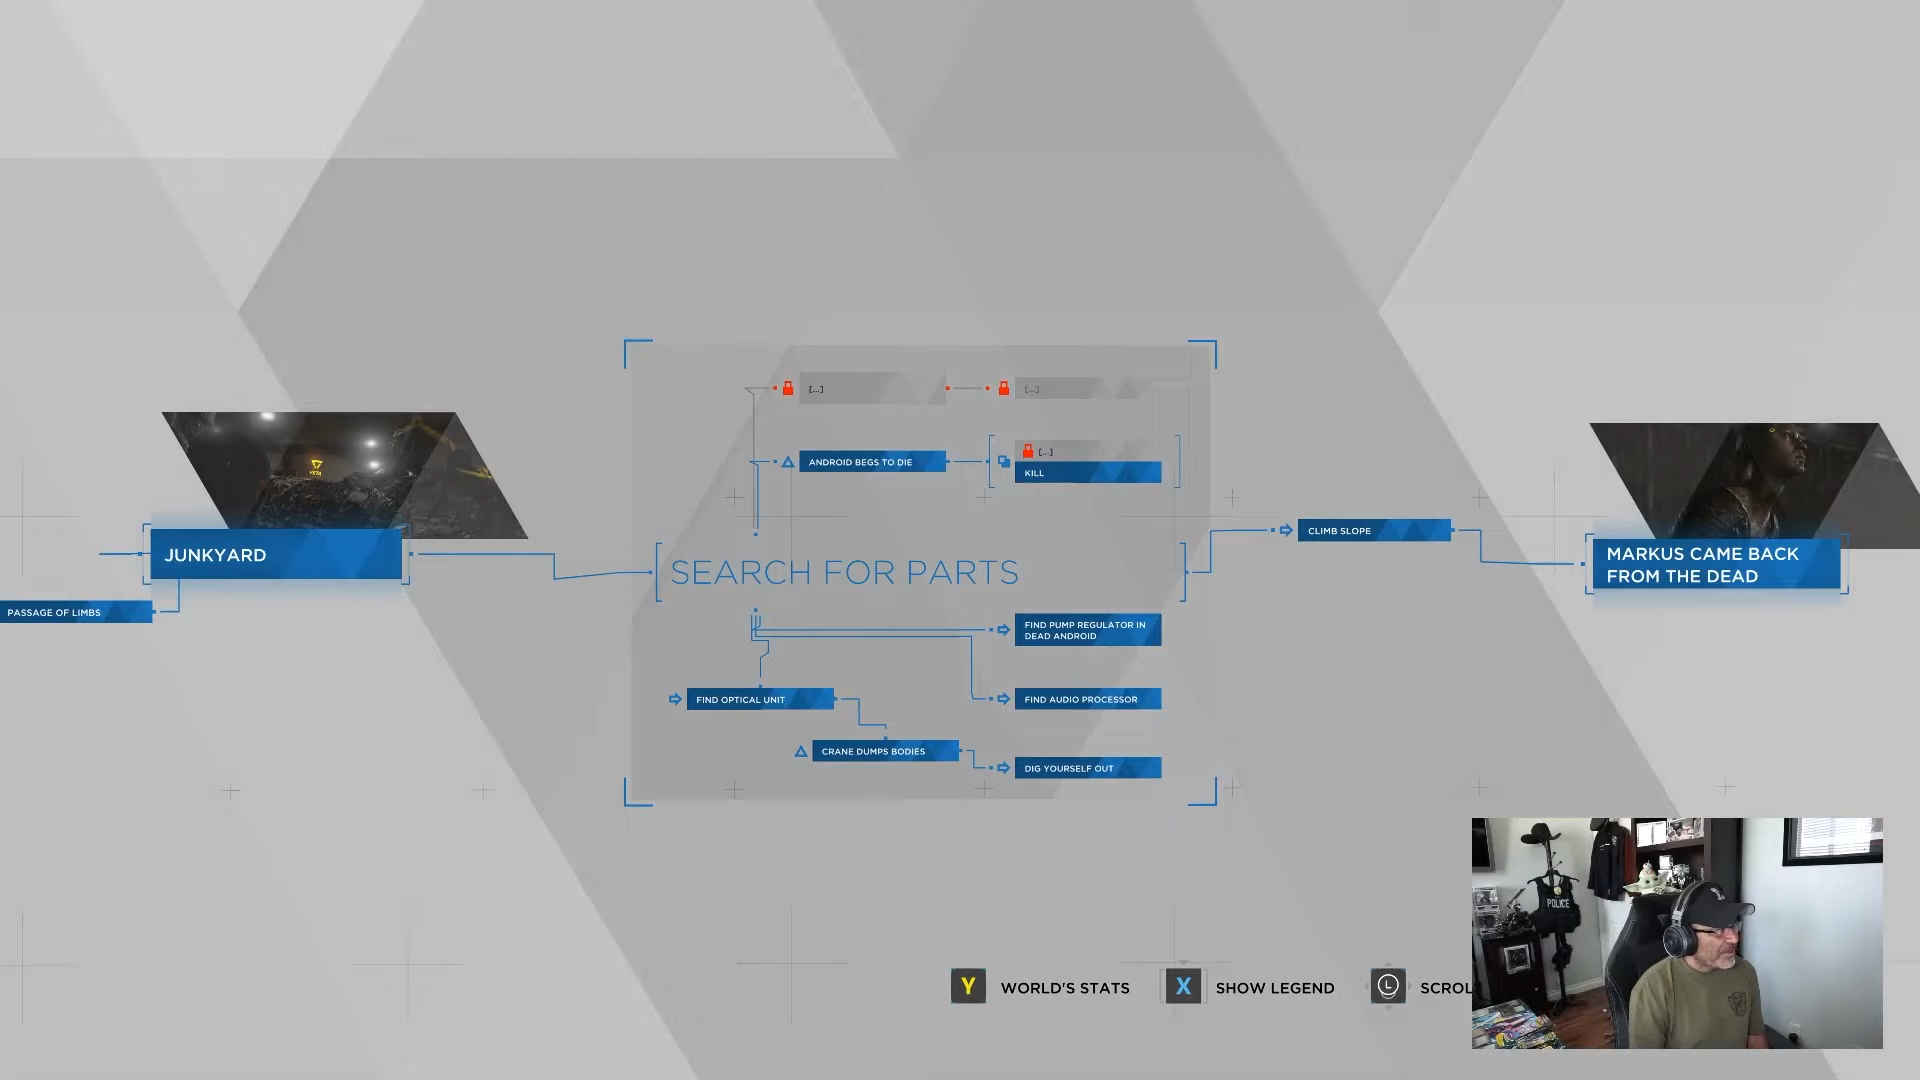 [...]
[...]
[...]
ANDROID BEGS TO DIE
KILL
JUNKYARD
PASSAGE OF LIMBS
SEARCH FOR PARTS
CLIMB SLOPE
MARKUS CAME BACK
FROM THE DEAD
FIND PUMP REGULATOR IN
DEAD ANDROID
FIND OPTICAL UNIT
FIND AUDIO PROCESSOR
CRANE DUMPS BODIES
DIG YOURSELF OUT
Y WORLD'S STATS
X SHOW LEGEND
L SCROL
POLICE